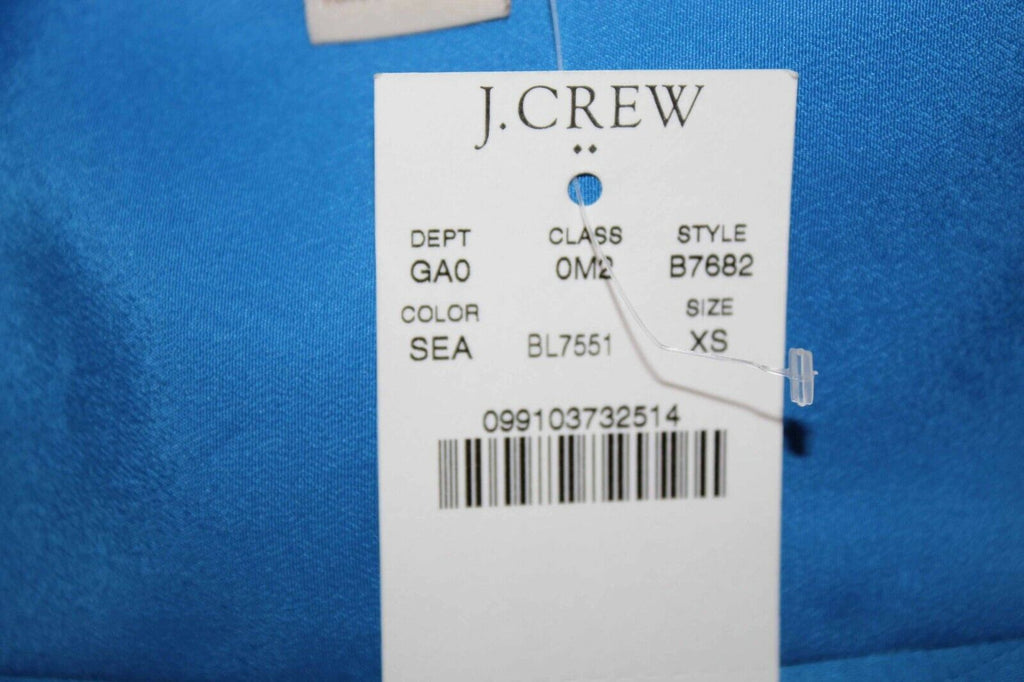 J.CREW
DEPT CLASS STYLE
GA0 0M2 B7682
COLOR SIZE
SEA BL7551 XS
099103732514